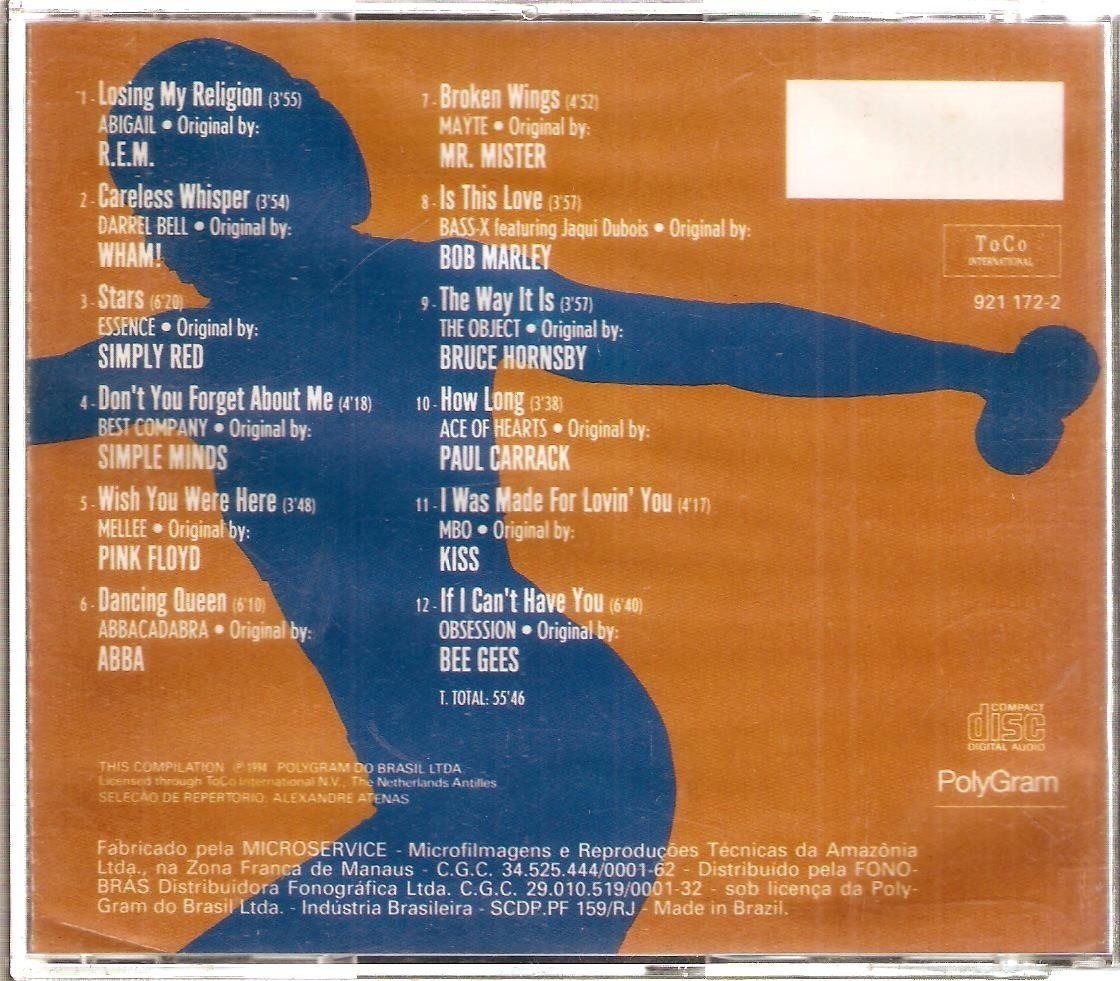 1 - Losing My Religion (3'55)
ABIGAIL • Original by:
R.E.M.
2 - Careless Whisper (3'54)
DARREL BELL • Original by:
WHAM!
3 - Stars (6'20)
ESSENCE • Original by:
SIMPLY RED
4 - Don't You Forget About Me (4'18)
BEST COMPANY • Original by:
SIMPLE MINDS
5 - Wish You Were Here (3'48)
MELLEE • Original by:
PINK FLOYD
6 - Dancing Queen (6'10)
ABBACADABRA • Original by:
ABBA
7 - Broken Wings (4'52)
MAYTE • Original by:
MR. MISTER
8 - Is This Love (3'57)
BASS-X featuring Jaqui Dubois • Original by:
BOB MARLEY
9 - The Way It Is (3'57)
THE OBJECT • Original by:
BRUCE HORNSBY
10 - How Long (3'38)
ACE OF HEARTS • Original by:
PAUL CARRACK
11 - I Was Made For Lovin' You (4'17)
MBO • Original by:
KISS
12 - If I Can't Have You (6'40)
OBSESSION • Original by:
BEE GEES
T. TOTAL: 55'46
ToCo
INTERNATIONAL
921 172-2
COMPACT
disc
DIGITAL AUDIO
PolyGram
THIS COMPILATION ℗ 1994 POLYGRAM DO BRASIL LTDA.
Licensed through ToCo International N.V., The Netherlands Antilles
SELEÇÃO DE REPERTÓRIO: ALEXANDRE ATENAS
Fabricado pela MICROSERVICE - Microfilmagens e Reproduções Técnicas da Amazônia
Ltda., na Zona Franca de Manaus - C.G.C. 34.525.444/0001-62 - Distribuido pela FONO-
BRÁS Distribuidora Fonográfica Ltda. C.G.C. 29.010.519/0001-32 - sob licença da Poly-
Gram do Brasil Ltda. - Indústria Brasileira - SCDP.PF 159/RJ - Made in Brazil.